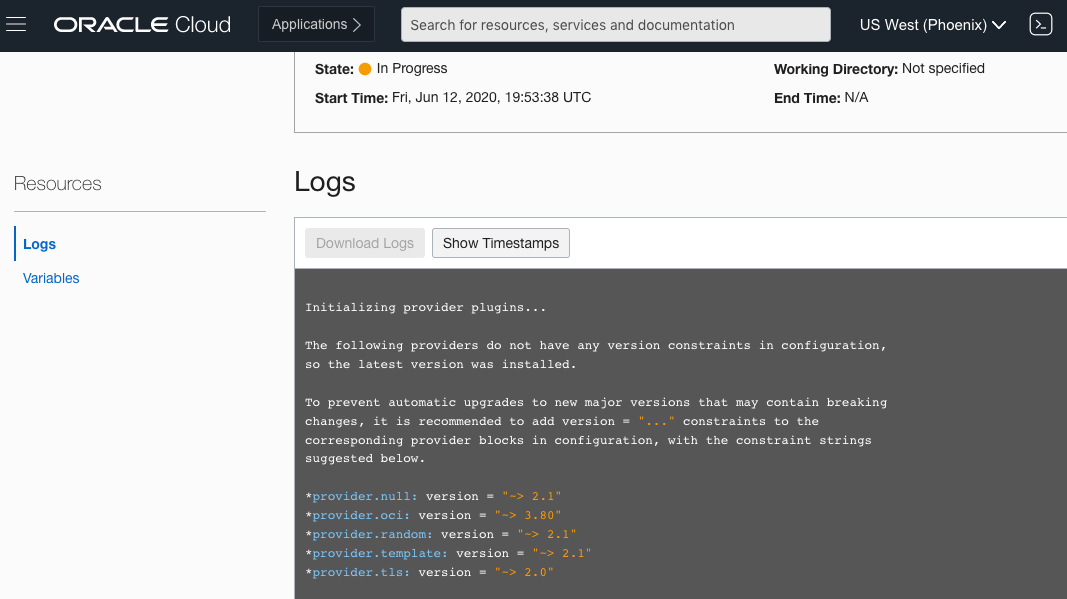 ORACLE Cloud
Applications
Search for resources, services and documentation
US West (Phoenix)
State: In Progress
Working Directory: Not specified
Start Time: Fri, Jun 12, 2020, 19:53:38 UTC
End Time: N/A
Resources
Logs
Variables
Logs
Download Logs
Show Timestamps
Initializing provider plugins...
The following providers do not have any version constraints in configuration,
so the latest version was installed.
To prevent automatic upgrades to new major versions that may contain breaking
changes, it is recommended to add version = "..." constraints to the
corresponding provider blocks in configuration, with the constraint strings
suggested below.
*provider.null: version = "~> 2.1"
*provider.oci: version = "~> 3.80"
*provider.random: version = "~> 2.1"
*provider.template: version = "~> 2.1"
*provider.tls: version = "~> 2.0"